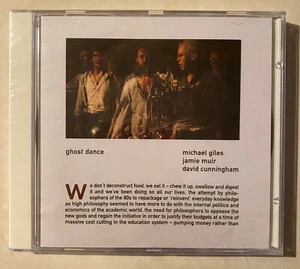 ghost dance
michael giles
jamie muir
david cunningham
We don't deconstruct food, we eat it – chew it up, swallow and digest
it and we've been doing so all our lives. the attempt by philo-
sophers of the 80s to repackage or 'reinvent' everyday knowledge
as high philosophy seemed to have more to do with the internal politics and
economics of the academic world. the need for philosophers to appease the
new gods and regain the initiative in order to justify their budgets at a time of
massive cost cutting in the education system – pumping money rather than